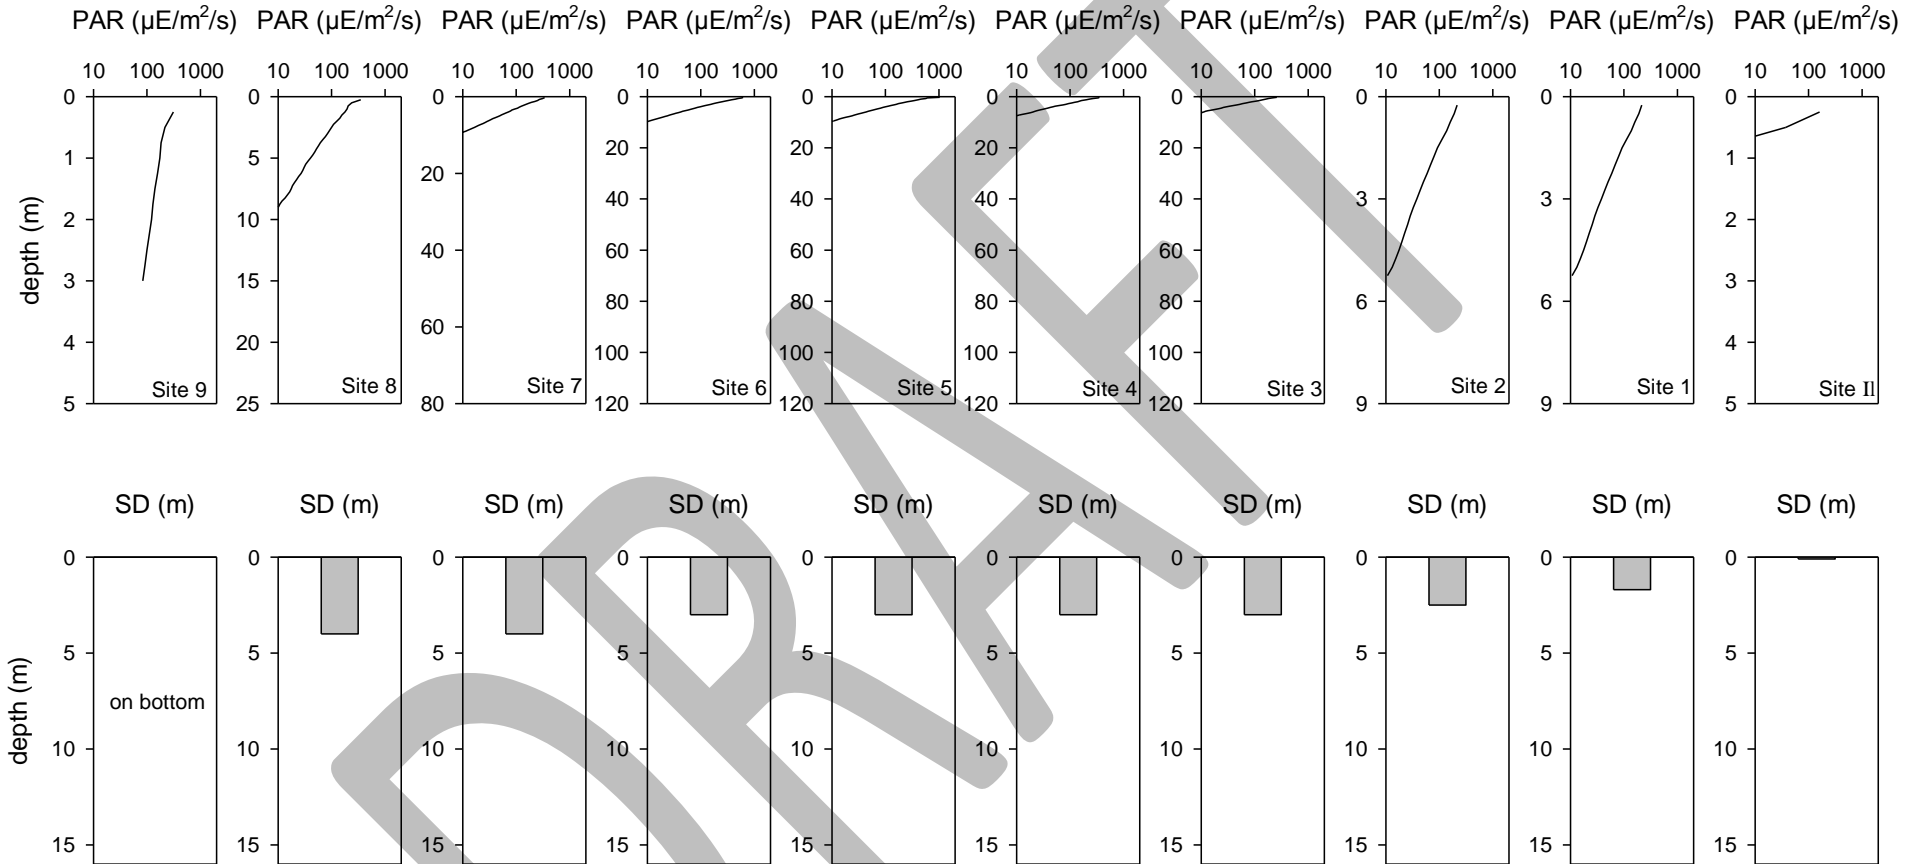 PAR (µE/m²/s) PAR (µE/m²/s) PAR (µE/m²/s) PAR (µE/m²/s) PAR (µE/m²/s) PAR (µE/m²/s) PAR (µE/m²/s) PAR (µE/m²/s) PAR (µE/m²/s) PAR (µE/m²/s)
10 100 1000 10 100 1000 10 100 1000 10 100 1000 10 100 1000 10 100 1000 10 100 1000 10 100 1000 10 100 1000 10 100 1000
depth (m)
0 1 2 3 4 5
Site 9
0 5 10 15 20 25
Site 8
0 20 40 60 80
Site 7
0 20 40 60 80 100 120
Site 6
0 20 40 60 80 100 120
Site 5
0 20 40 60 80 100 120
Site 4
0 20 40 60 80 100 120
Site 3
0 3 6 9
Site 2
0 3 6 9
Site 1
0 1 2 3 4 5
Site II
SD (m) SD (m) SD (m) SD (m) SD (m) SD (m) SD (m) SD (m) SD (m) SD (m)
depth (m)
0 5 10 15
on bottom
0 5 10 15
0 5 10 15
0 5 10 15
0 5 10 15
0 5 10 15
0 5 10 15
0 5 10 15
0 5 10 15
0 5 10 15
DRAFT